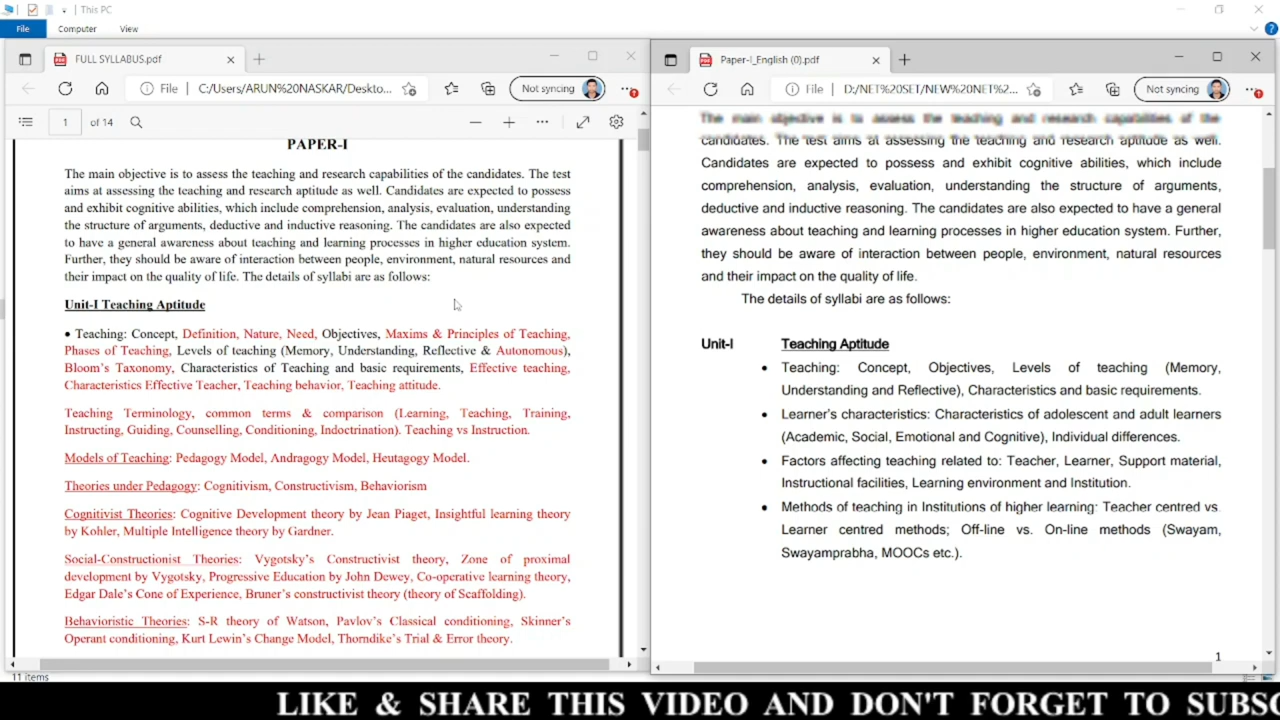 This PC
File
Computer
View
FULL SYLLABUS.pdf
File
C:/Users/ARUN%20NASKAR/Deskto...
Not syncing
1
of 14
PAPER-I
The main objective is to assess the teaching and research capabilities of the candidates. The test
aims at assessing the teaching and research aptitude as well. Candidates are expected to possess
and exhibit cognitive abilities, which include comprehension, analysis, evaluation, understanding
the structure of arguments, deductive and inductive reasoning. The candidates are also expected
to have a general awareness about teaching and learning processes in higher education system.
Further, they should be aware of interaction between people, environment, natural resources and
their impact on the quality of life. The details of syllabi are as follows:
Unit-I Teaching Aptitude
• Teaching: Concept, Definition, Nature, Need, Objectives, Maxims & Principles of Teaching,
Phases of Teaching, Levels of teaching (Memory, Understanding, Reflective & Autonomous),
Bloom's Taxonomy, Characteristics of Teaching and basic requirements, Effective teaching,
Characteristics Effective Teacher, Teaching behavior, Teaching attitude.
Teaching Terminology, common terms & comparison (Learning, Teaching, Training,
Instructing, Guiding, Counselling, Conditioning, Indoctrination). Teaching vs Instruction.
Models of Teaching: Pedagogy Model, Andragogy Model, Heutagogy Model.
Theories under Pedagogy: Cognitivism, Constructivism, Behaviorism
Cognitivist Theories: Cognitive Development theory by Jean Piaget, Insightful learning theory
by Kohler, Multiple Intelligence theory by Gardner.
Social-Constructionist Theories: Vygotsky's Constructivist theory, Zone of proximal
development by Vygotsky, Progressive Education by John Dewey, Co-operative learning theory,
Edgar Dale's Cone of Experience, Bruner's constructivist theory (theory of Scaffolding).
Behavioristic Theories: S-R theory of Watson, Pavlov's Classical conditioning, Skinner's
Operant conditioning, Kurt Lewin's Change Model, Thorndike's Trial & Error theory.
11 items
Paper-I_English (0).pdf
File
D:/NET%20SET/NEW%20NET%2...
Not syncing
The main objective is to assess the teaching and research capabilities of the
candidates. The test aims at assessing the teaching and research aptitude as well.
Candidates are expected to possess and exhibit cognitive abilities, which include
comprehension, analysis, evaluation, understanding the structure of arguments,
deductive and inductive reasoning. The candidates are also expected to have a general
awareness about teaching and learning processes in higher education system. Further,
they should be aware of interaction between people, environment, natural resources
and their impact on the quality of life.
The details of syllabi are as follows:
Unit-I Teaching Aptitude
• Teaching: Concept, Objectives, Levels of teaching (Memory,
Understanding and Reflective), Characteristics and basic requirements.
• Learner's characteristics: Characteristics of adolescent and adult learners
(Academic, Social, Emotional and Cognitive), Individual differences.
• Factors affecting teaching related to: Teacher, Learner, Support material,
Instructional facilities, Learning environment and Institution.
• Methods of teaching in Institutions of higher learning: Teacher centred vs.
Learner centred methods; Off-line vs. On-line methods (Swayam,
Swayamprabha, MOOCs etc.).
1
LIKE & SHARE THIS VIDEO AND DON'T FORGET TO SUBSC